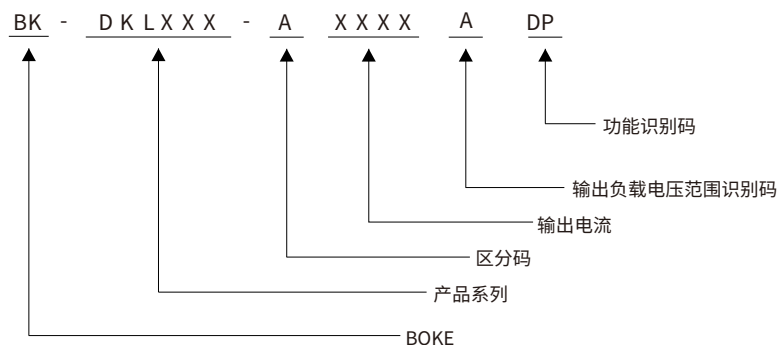 BK - DKLXXX - A XXXX A DP
功能识别码
输出负载电压范围识别码
输出电流
区分码
产品系列
BOKE